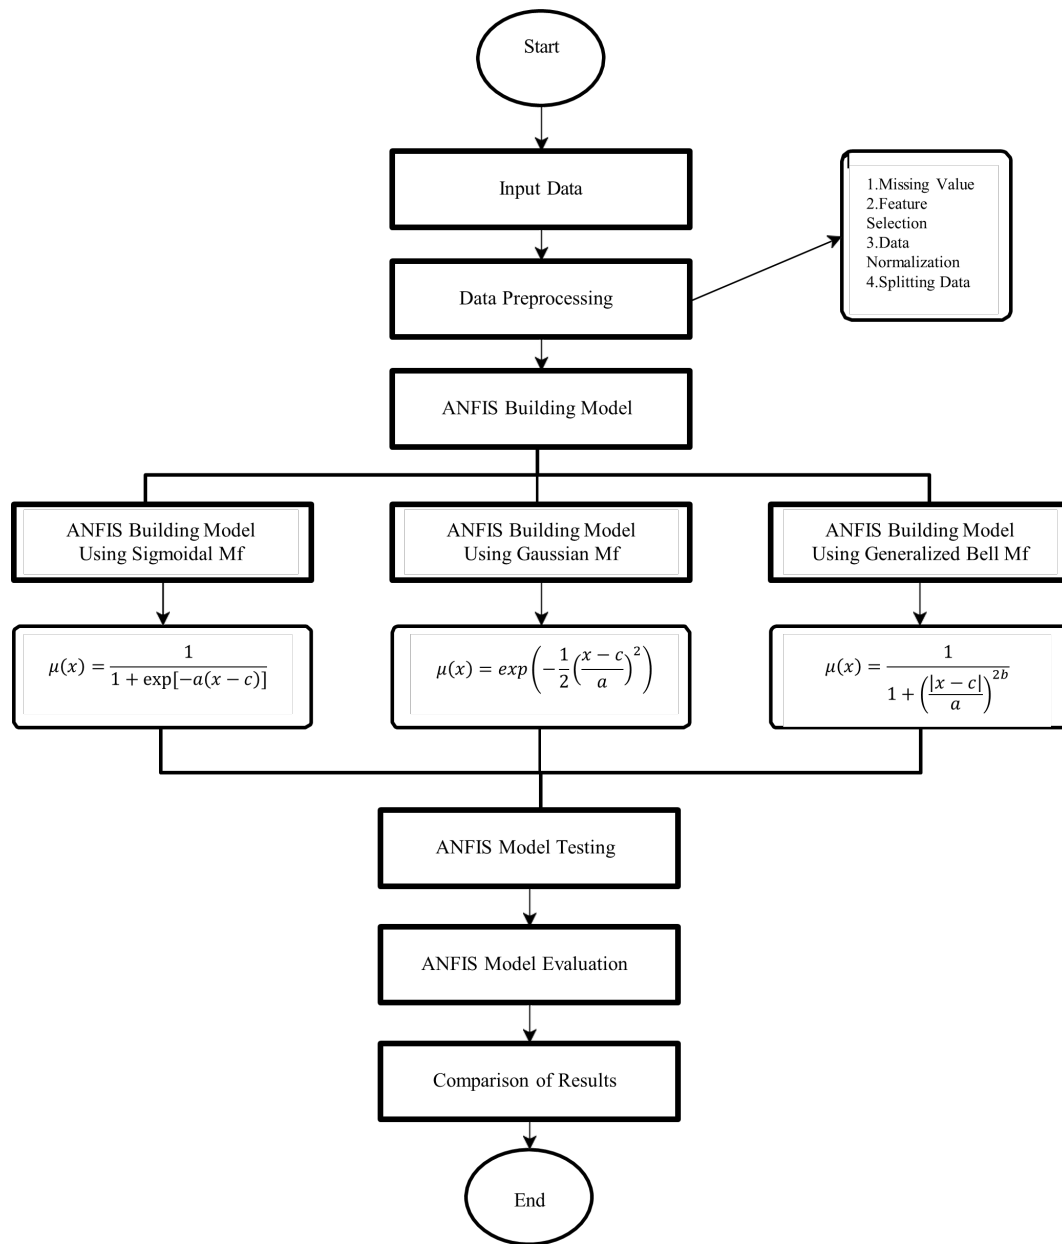 Start
Input Data
1.Missing Value
2.Feature
Selection
3.Data
Normalization
4.Splitting Data
Data Preprocessing
ANFIS Building Model
ANFIS Building Model
Using Sigmoidal Mf
ANFIS Building Model
Using Gaussian Mf
ANFIS Building Model
Using Generalized Bell Mf
μ(x) = 1 / (1 + exp[−a(x − c)])
μ(x) = exp(−1/2 ((x − c)/a)^2)
μ(x) = 1 / (1 + (|x − c|/a)^2b)
ANFIS Model Testing
ANFIS Model Evaluation
Comparison of Results
End